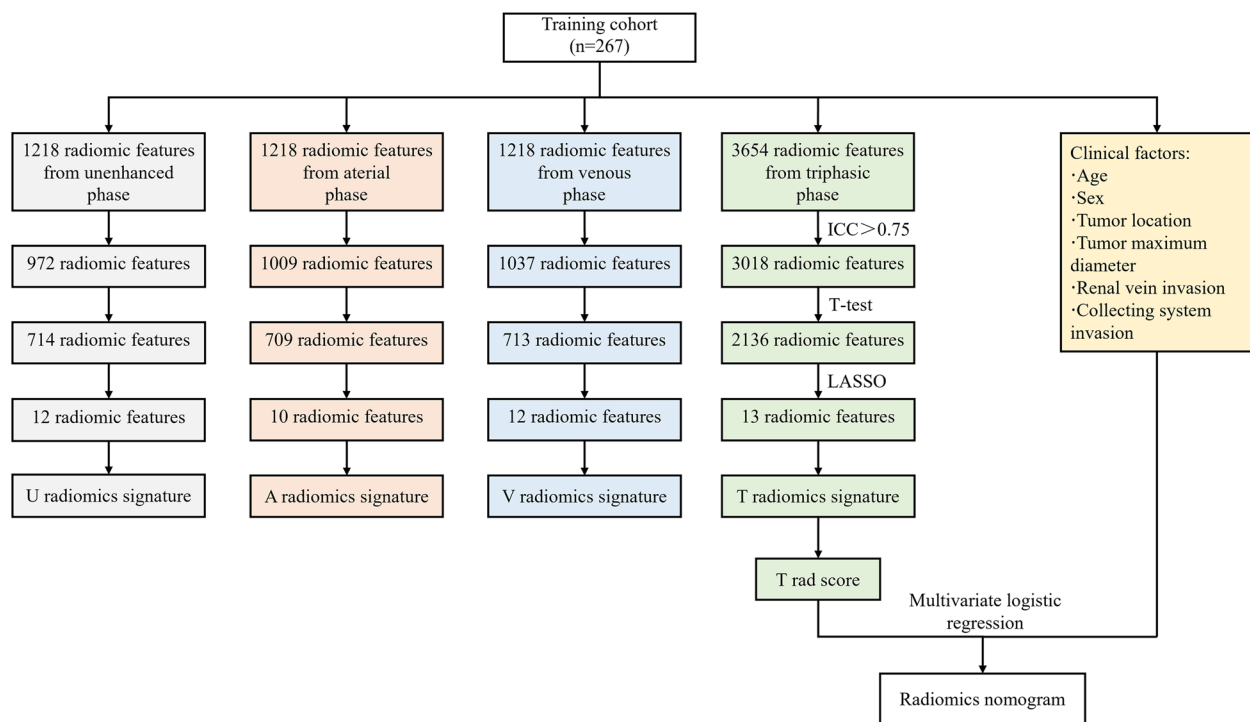 Training cohort
(n=267)
1218 radiomic features
from unenhanced
phase
1218 radiomic features
from aterial
phase
1218 radiomic features
from venous
phase
3654 radiomic features
from triphasic
phase
Clinical factors:
·Age
·Sex
·Tumor location
·Tumor maximum
diameter
·Renal vein invasion
·Collecting system
invasion
ICC＞0.75
972 radiomic features
1009 radiomic features
1037 radiomic features
3018 radiomic features
T-test
714 radiomic features
709 radiomic features
713 radiomic features
2136 radiomic features
LASSO
12 radiomic features
10 radiomic features
12 radiomic features
13 radiomic features
U radiomics signature
A radiomics signature
V radiomics signature
T radiomics signature
T rad score
Multivariate logistic
regression
Radiomics nomogram